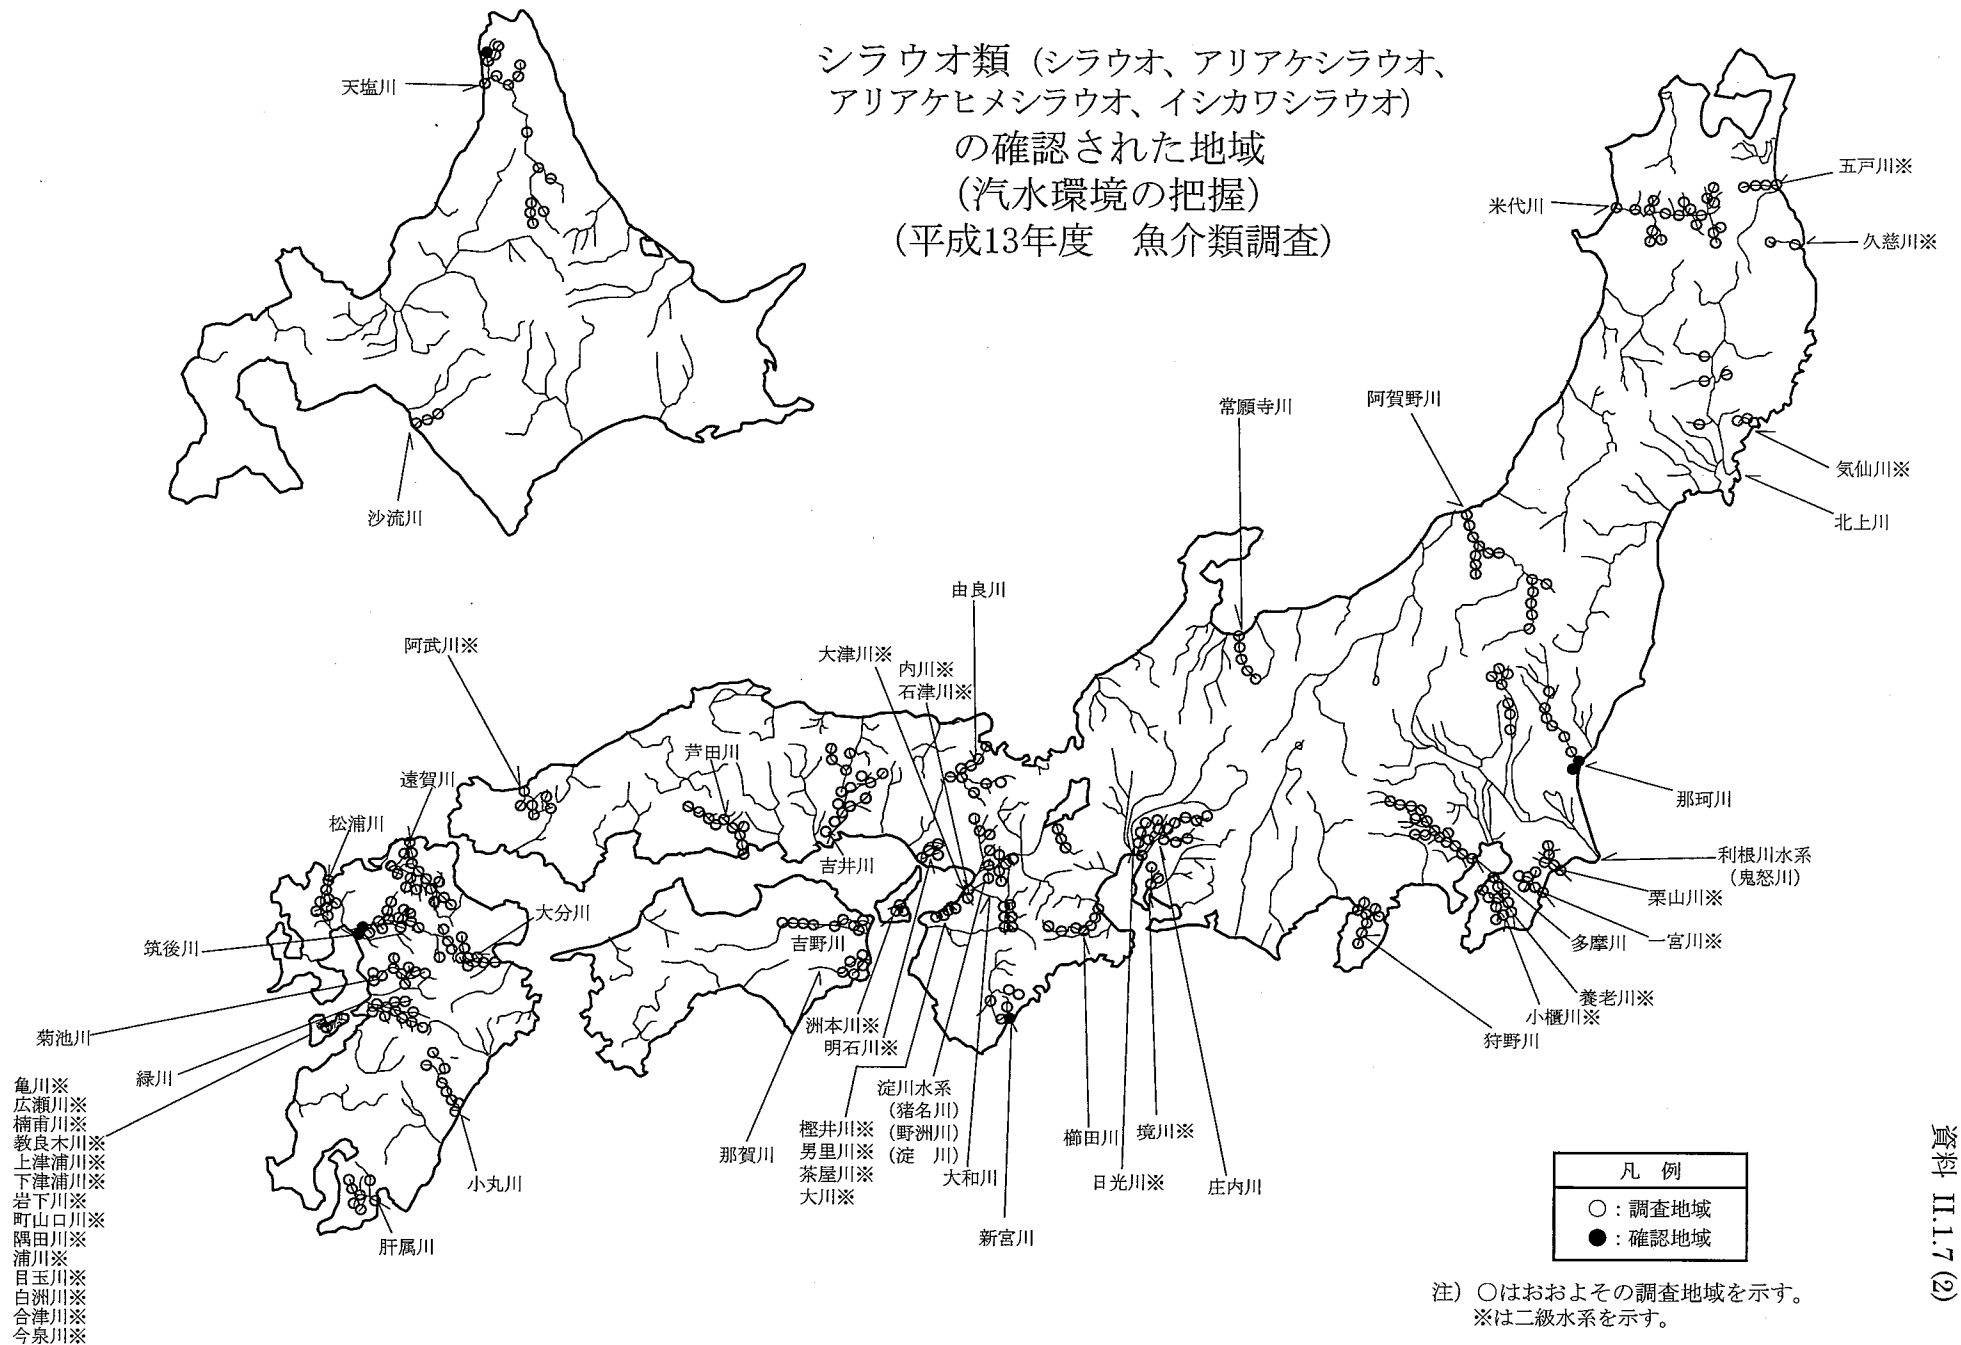 シラウオ類（シラウオ、アリアケシラウオ、
アリアケヒメシラウオ、イシカワシラウオ）
の確認された地域
（汽水環境の把握）
（平成13年度　魚介類調査）
天塩川
沙流川
五戸川※
米代川
久慈川※
常願寺川
阿賀野川
気仙川※
北上川
由良川
阿武川※
大津川※
内川※
石津川※
芦田川
遠賀川
松浦川
吉井川
那珂川
利根川水系
（鬼怒川）
栗山川※
一宮川※
多摩川
養老川※
小櫃川※
狩野川
大分川
吉野川
筑後川
菊池川
緑川
洲本川※
明石川※
淀川水系
（猪名川）
（野洲川）
（淀　川）
樫井川※
男里川※
茶屋川※
大川※
那賀川
大和川
櫛田川
境川※
日光川※
庄内川
新宮川
小丸川
肝属川
亀川※
広瀬川※
楠甫川※
教良木川※
上津浦川※
下津浦川※
岩下川※
町山口川※
隅田川※
浦川※
目玉川※
白洲川※
合津川※
今泉川※
凡　例
○：調査地域
●：確認地域
注）○はおおよその調査地域を示す。
※は二級水系を示す。
資料 II.1.7 (2)